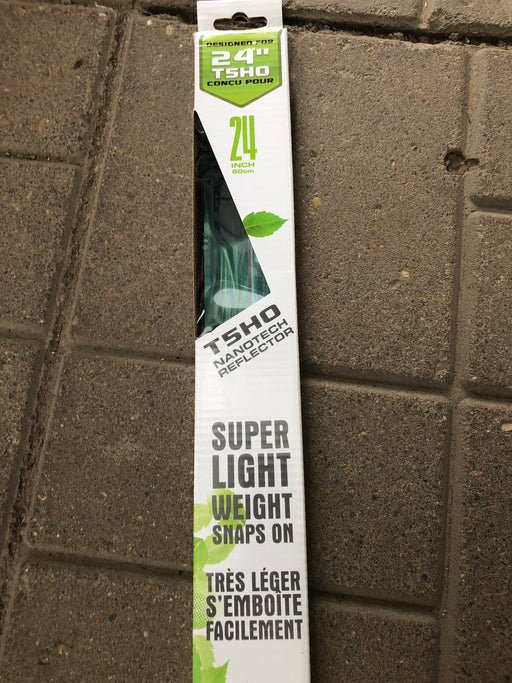 DESIGNED FOR
24"
T5HO
CONÇU POUR
24
INCH
60cm
T5HO
NANOTECH
REFLECTOR
SUPER
LIGHT
WEIGHT
SNAPS ON
TRÈS LÉGER
S'EMBOÎTE
FACILEMENT